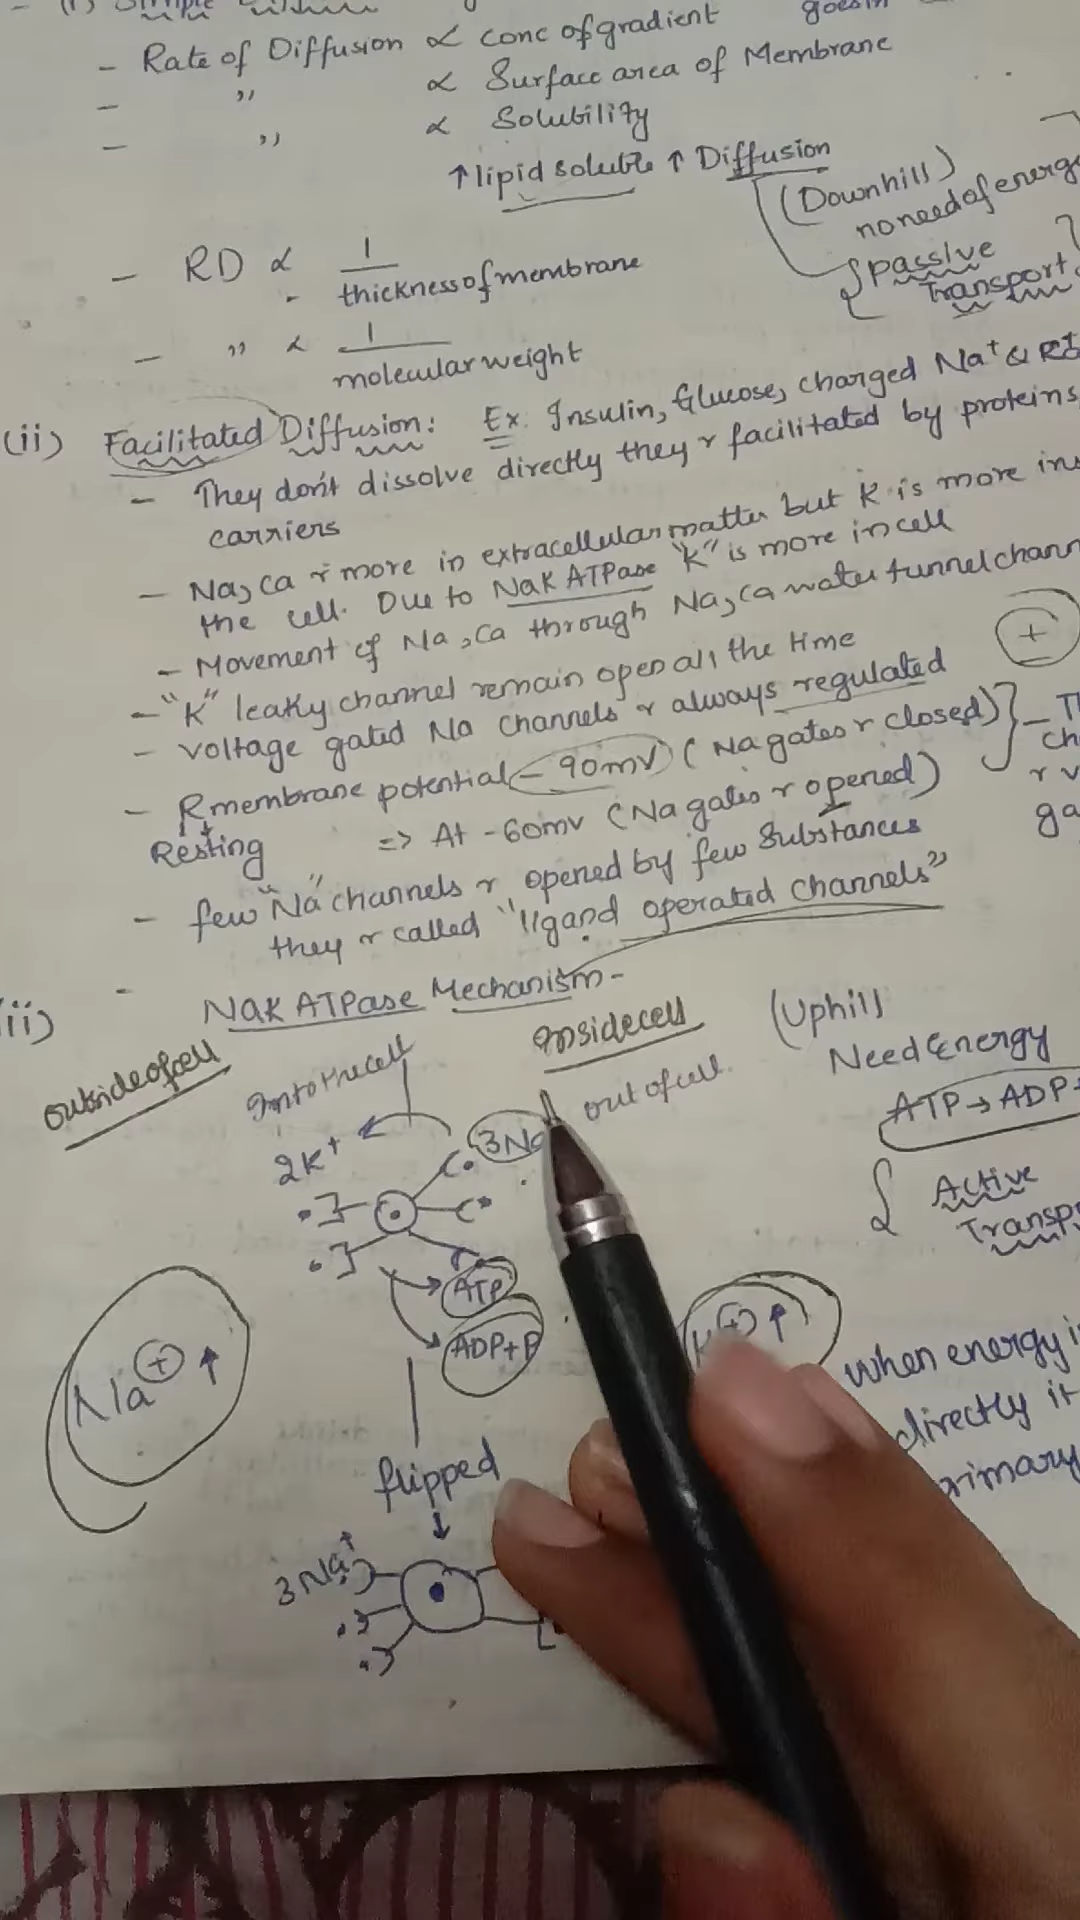 - (i) Simple
goes in
- Rate of Diffusion ∝ conc of gradient
- " ∝ Surface area of Membrane
- " ∝ Solubility
↑ lipid soluble ↑ Diffusion
(Downhill)
no need of energy
{ Passive
Transport
- RD ∝ 1
thickness of membrane
- " ∝ 1
molecular weight
(ii) Facilitated Diffusion: Ex: Insulin, Glucose, charged Na+ &
- They don't dissolve directly they r facilitated by proteins
carriers
- Na, Ca r more in extracellular matter but K is more
the cell. Due to NaK ATPase "K" is more in cell
- Movement of Na, Ca through Na, Ca water tunnel
- "K" leaky channel remain open all the time
+
- voltage gated Na channels r always regulated
- R membrane potential - 90mV (Na gates r closed) } -
Resting
=> At -60mv (Na gates r opened)
r
- few "Na" channels r opened by few Substances
they r called "ligand operated channels"
- NaK ATPase Mechanism -
outside of cell
Into the cell
Inside cell
out of cell
(Uphill
Need Energy
ATP → ADP+
2K+
3Na
{ Active
ATP
ADP+P
Na+ ↑
+ ↑
when energy
directly
flipped
3Na+